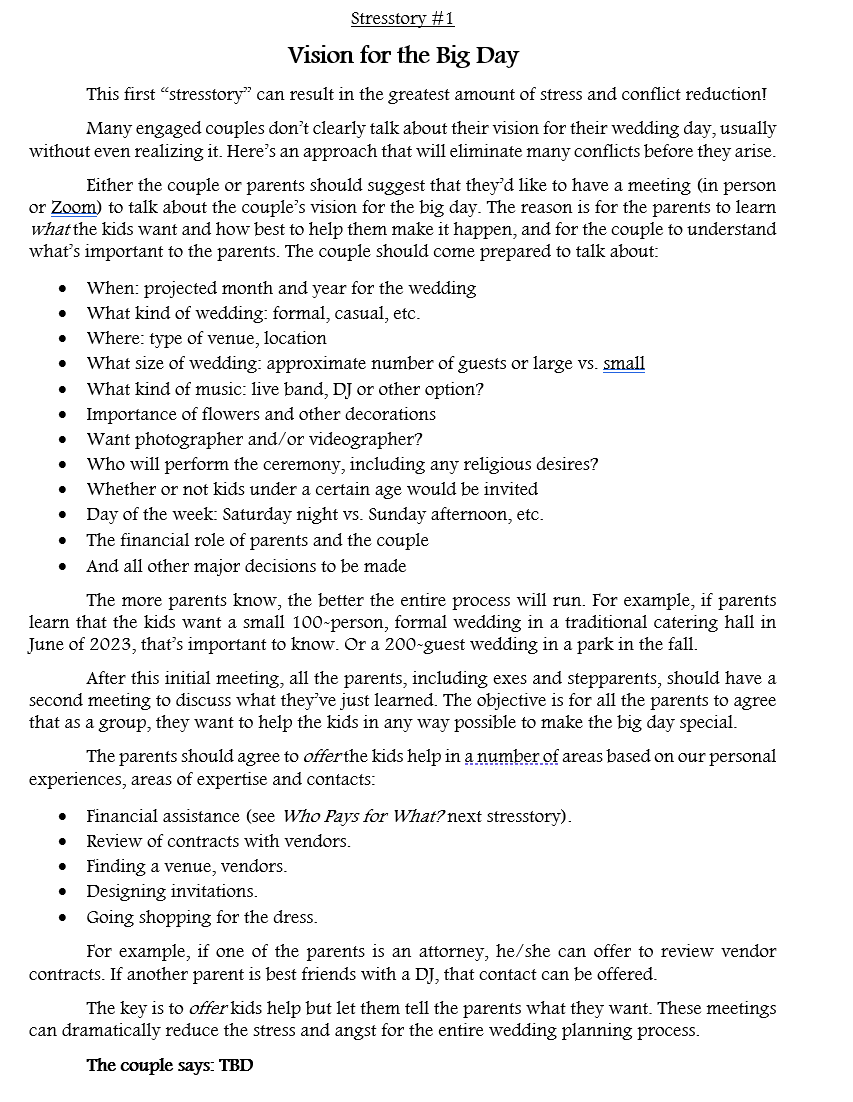 Stresstory #1
Vision for the Big Day
This first “stresstory” can result in the greatest amount of stress and conflict reduction!
Many engaged couples don’t clearly talk about their vision for their wedding day, usually
without even realizing it. Here’s an approach that will eliminate many conflicts before they arise.
Either the couple or parents should suggest that they’d like to have a meeting (in person
or Zoom) to talk about the couple’s vision for the big day. The reason is for the parents to learn
what the kids want and how best to help them make it happen, and for the couple to understand
what’s important to the parents. The couple should come prepared to talk about:
• When: projected month and year for the wedding
• What kind of wedding: formal, casual, etc.
• Where: type of venue, location
• What size of wedding: approximate number of guests or large vs. small
• What kind of music: live band, DJ or other option?
• Importance of flowers and other decorations
• Want photographer and/or videographer?
• Who will perform the ceremony, including any religious desires?
• Whether or not kids under a certain age would be invited
• Day of the week: Saturday night vs. Sunday afternoon, etc.
• The financial role of parents and the couple
• And all other major decisions to be made
The more parents know, the better the entire process will run. For example, if parents
learn that the kids want a small 100-person, formal wedding in a traditional catering hall in
June of 2023, that’s important to know. Or a 200-guest wedding in a park in the fall.
After this initial meeting, all the parents, including exes and stepparents, should have a
second meeting to discuss what they’ve just learned. The objective is for all the parents to agree
that as a group, they want to help the kids in any way possible to make the big day special.
The parents should agree to offer the kids help in a number of areas based on our personal
experiences, areas of expertise and contacts:
• Financial assistance (see Who Pays for What? next stresstory).
• Review of contracts with vendors.
• Finding a venue, vendors.
• Designing invitations.
• Going shopping for the dress.
For example, if one of the parents is an attorney, he/she can offer to review vendor
contracts. If another parent is best friends with a DJ, that contact can be offered.
The key is to offer kids help but let them tell the parents what they want. These meetings
can dramatically reduce the stress and angst for the entire wedding planning process.
The couple says: TBD